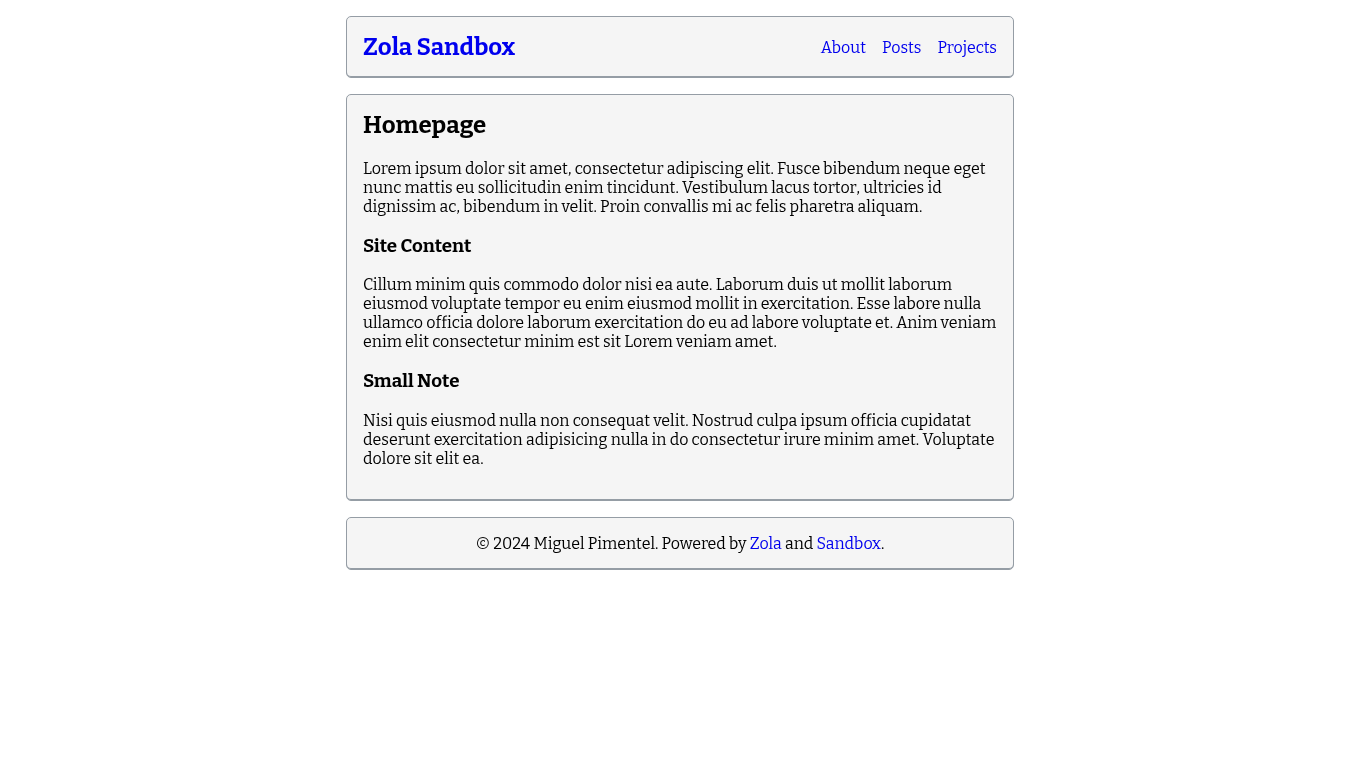 Zola Sandbox
About Posts Projects
Homepage
Lorem ipsum dolor sit amet, consectetur adipiscing elit. Fusce bibendum neque eget
nunc mattis eu sollicitudin enim tincidunt. Vestibulum lacus tortor, ultricies id
dignissim ac, bibendum in velit. Proin convallis mi ac felis pharetra aliquam.
Site Content
Cillum minim quis commodo dolor nisi ea aute. Laborum duis ut mollit laborum
eiusmod voluptate tempor eu enim eiusmod mollit in exercitation. Esse labore nulla
ullamco officia dolore laborum exercitation do eu ad labore voluptate et. Anim veniam
enim elit consectetur minim est sit Lorem veniam amet.
Small Note
Nisi quis eiusmod nulla non consequat velit. Nostrud culpa ipsum officia cupidatat
deserunt exercitation adipisicing nulla in do consectetur irure minim amet. Voluptate
dolore sit elit ea.
© 2024 Miguel Pimentel. Powered by Zola and Sandbox.